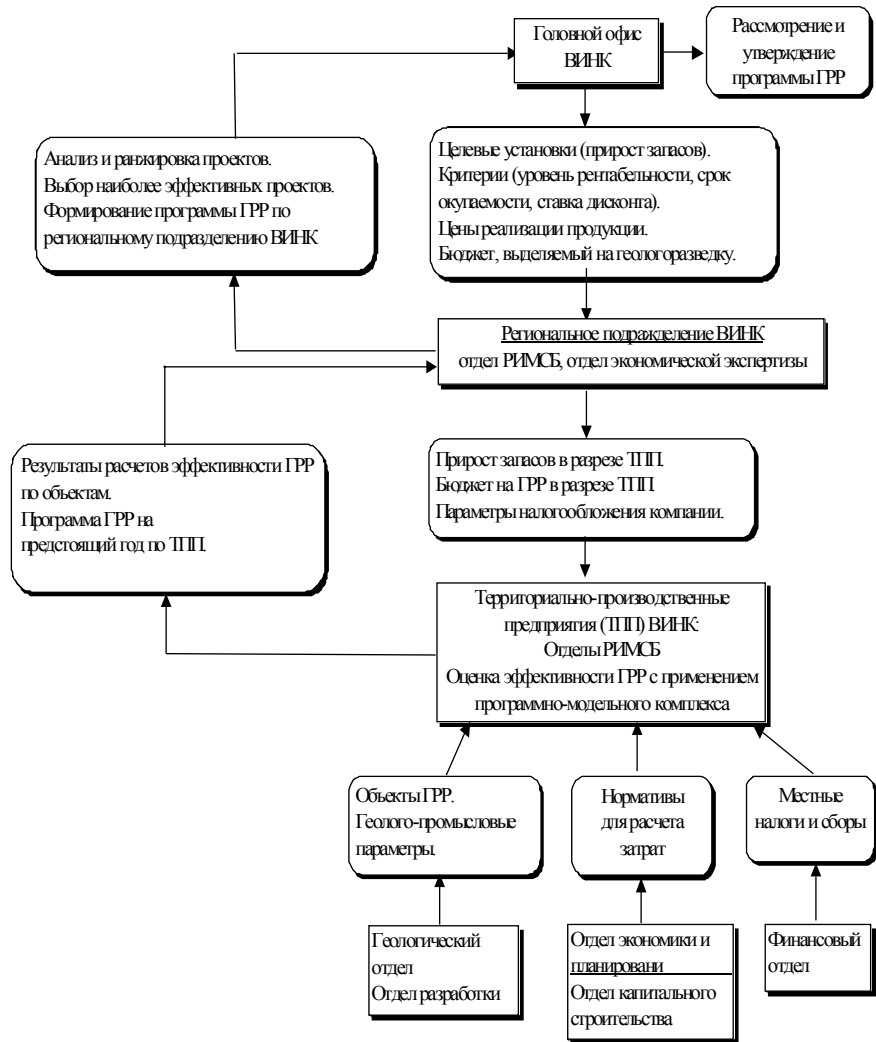 Головной офис
ВИНК
Рассмотрение и
утверждение
программы ГРР
Анализ и ранжировка проектов.
Выбор наиболее эффективных проектов.
Формирование программы ГРР по
региональному подразделению ВИНК
Целевые установки (прирост запасов).
Критерии (уровень рентабельности, срок
окупаемости, ставка дисконта).
Цены реализации продукции.
Бюджет, выделяемый на геологоразведку.
Региональное подражделение ВИНК
отдел РИМСБ, отдел экономической экспертизы
Результаты расчетов эффективности ГРР
по объектам.
Программа ГРР на
предстоящий год по ТПП.
Прирост запасов в разрезе ТПП.
Бюджет на ГРР в разрезе ТПП
Параметры налогообложения компании.
Территориально-производственные
предприятия (ТПП) ВИНК:
Отделы РИМСБ
Оценка эффективности ГРР с применением
программно-модельного комплекса
Объекты ГРР.
Геолого-промысловые
параметры.
Нормативы
для расчета
затрат
Местные
налоги и сборы
Геологический
отдел
Отдел разработки
Отдел экономики и
планировани
Отдел капитального
строительства
Финансовый
отдел